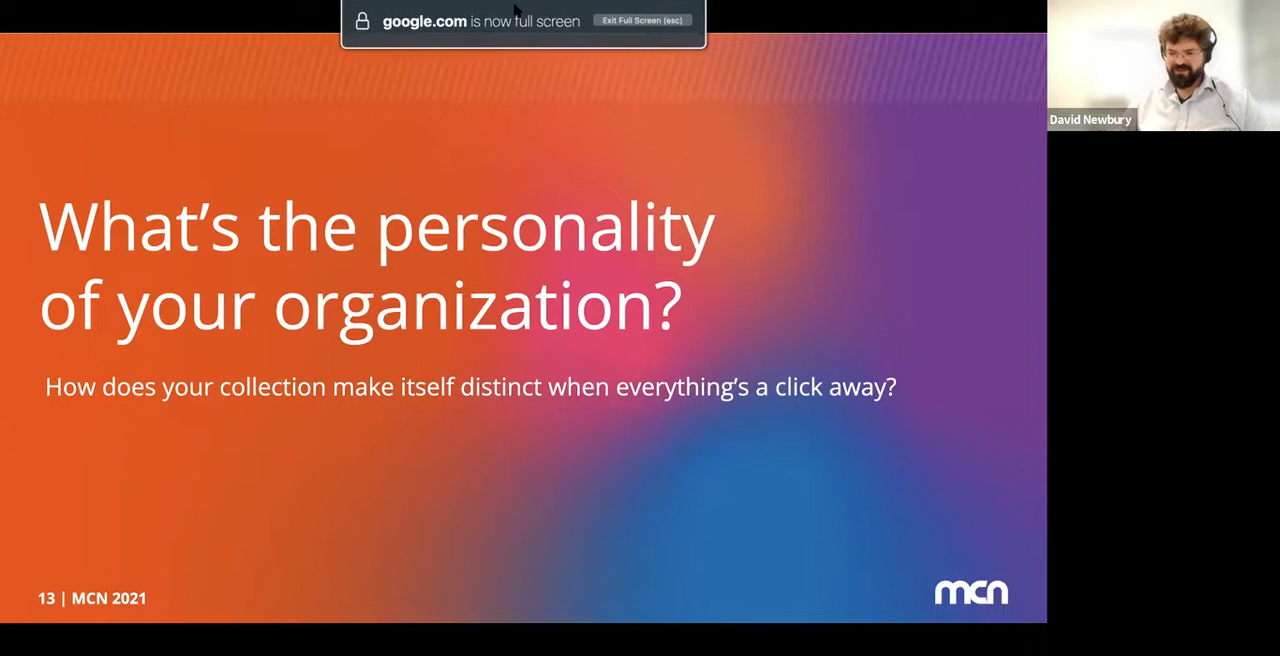 google.com is now full screen Exit Full Screen (esc)
David Newbury
What's the personality
of your organization?
How does your collection make itself distinct when everything's a click away?
13 | MCN 2021
mcn